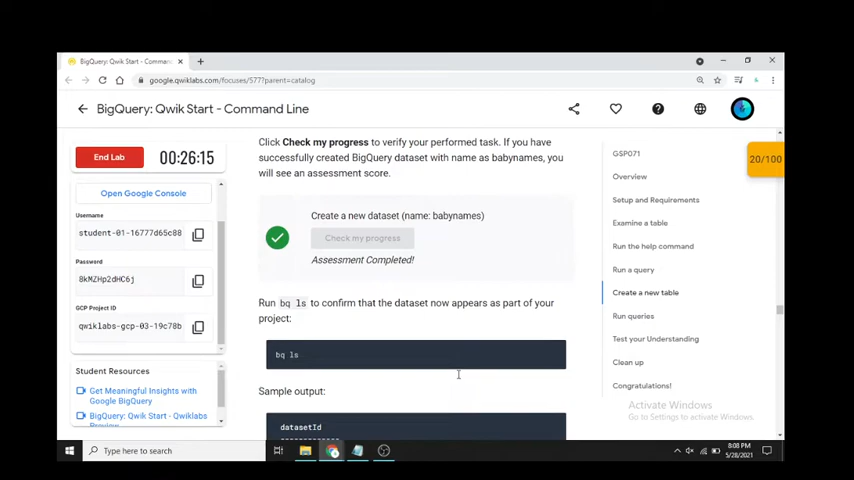 BigQuery: Qwik Start - Comman
google.qwiklabs.com/focuses/577?parent=catalog
BigQuery: Qwik Start - Command Line
End Lab
00:26:15
Open Google Console
Username
student-01-16777d65c88
Password
8kMZHp2dHC6j
GCP Project ID
qwiklabs-gcp-03-19c78b
Student Resources
Get Meaningful Insights with
Google BigQuery
BigQuery: Qwik Start - Qwiklabs
Preview
Click Check my progress to verify your performed task. If you have
successfully created BigQuery dataset with name as babynames, you
will see an assessment score.
Create a new dataset (name: babynames)
Check my progress
Assessment Completed!
Run bq ls to confirm that the dataset now appears as part of your
project:
bq ls
Sample output:
datasetId
-----------
GSP071
Overview
Setup and Requirements
Examine a table
Run the help command
Run a query
Create a new table
Run queries
Test your Understanding
Clean up
Congratulations!
20/100
Activate Windows
Go to Settings to activate Windows.
Type here to search
8:08 PM
5/28/2021